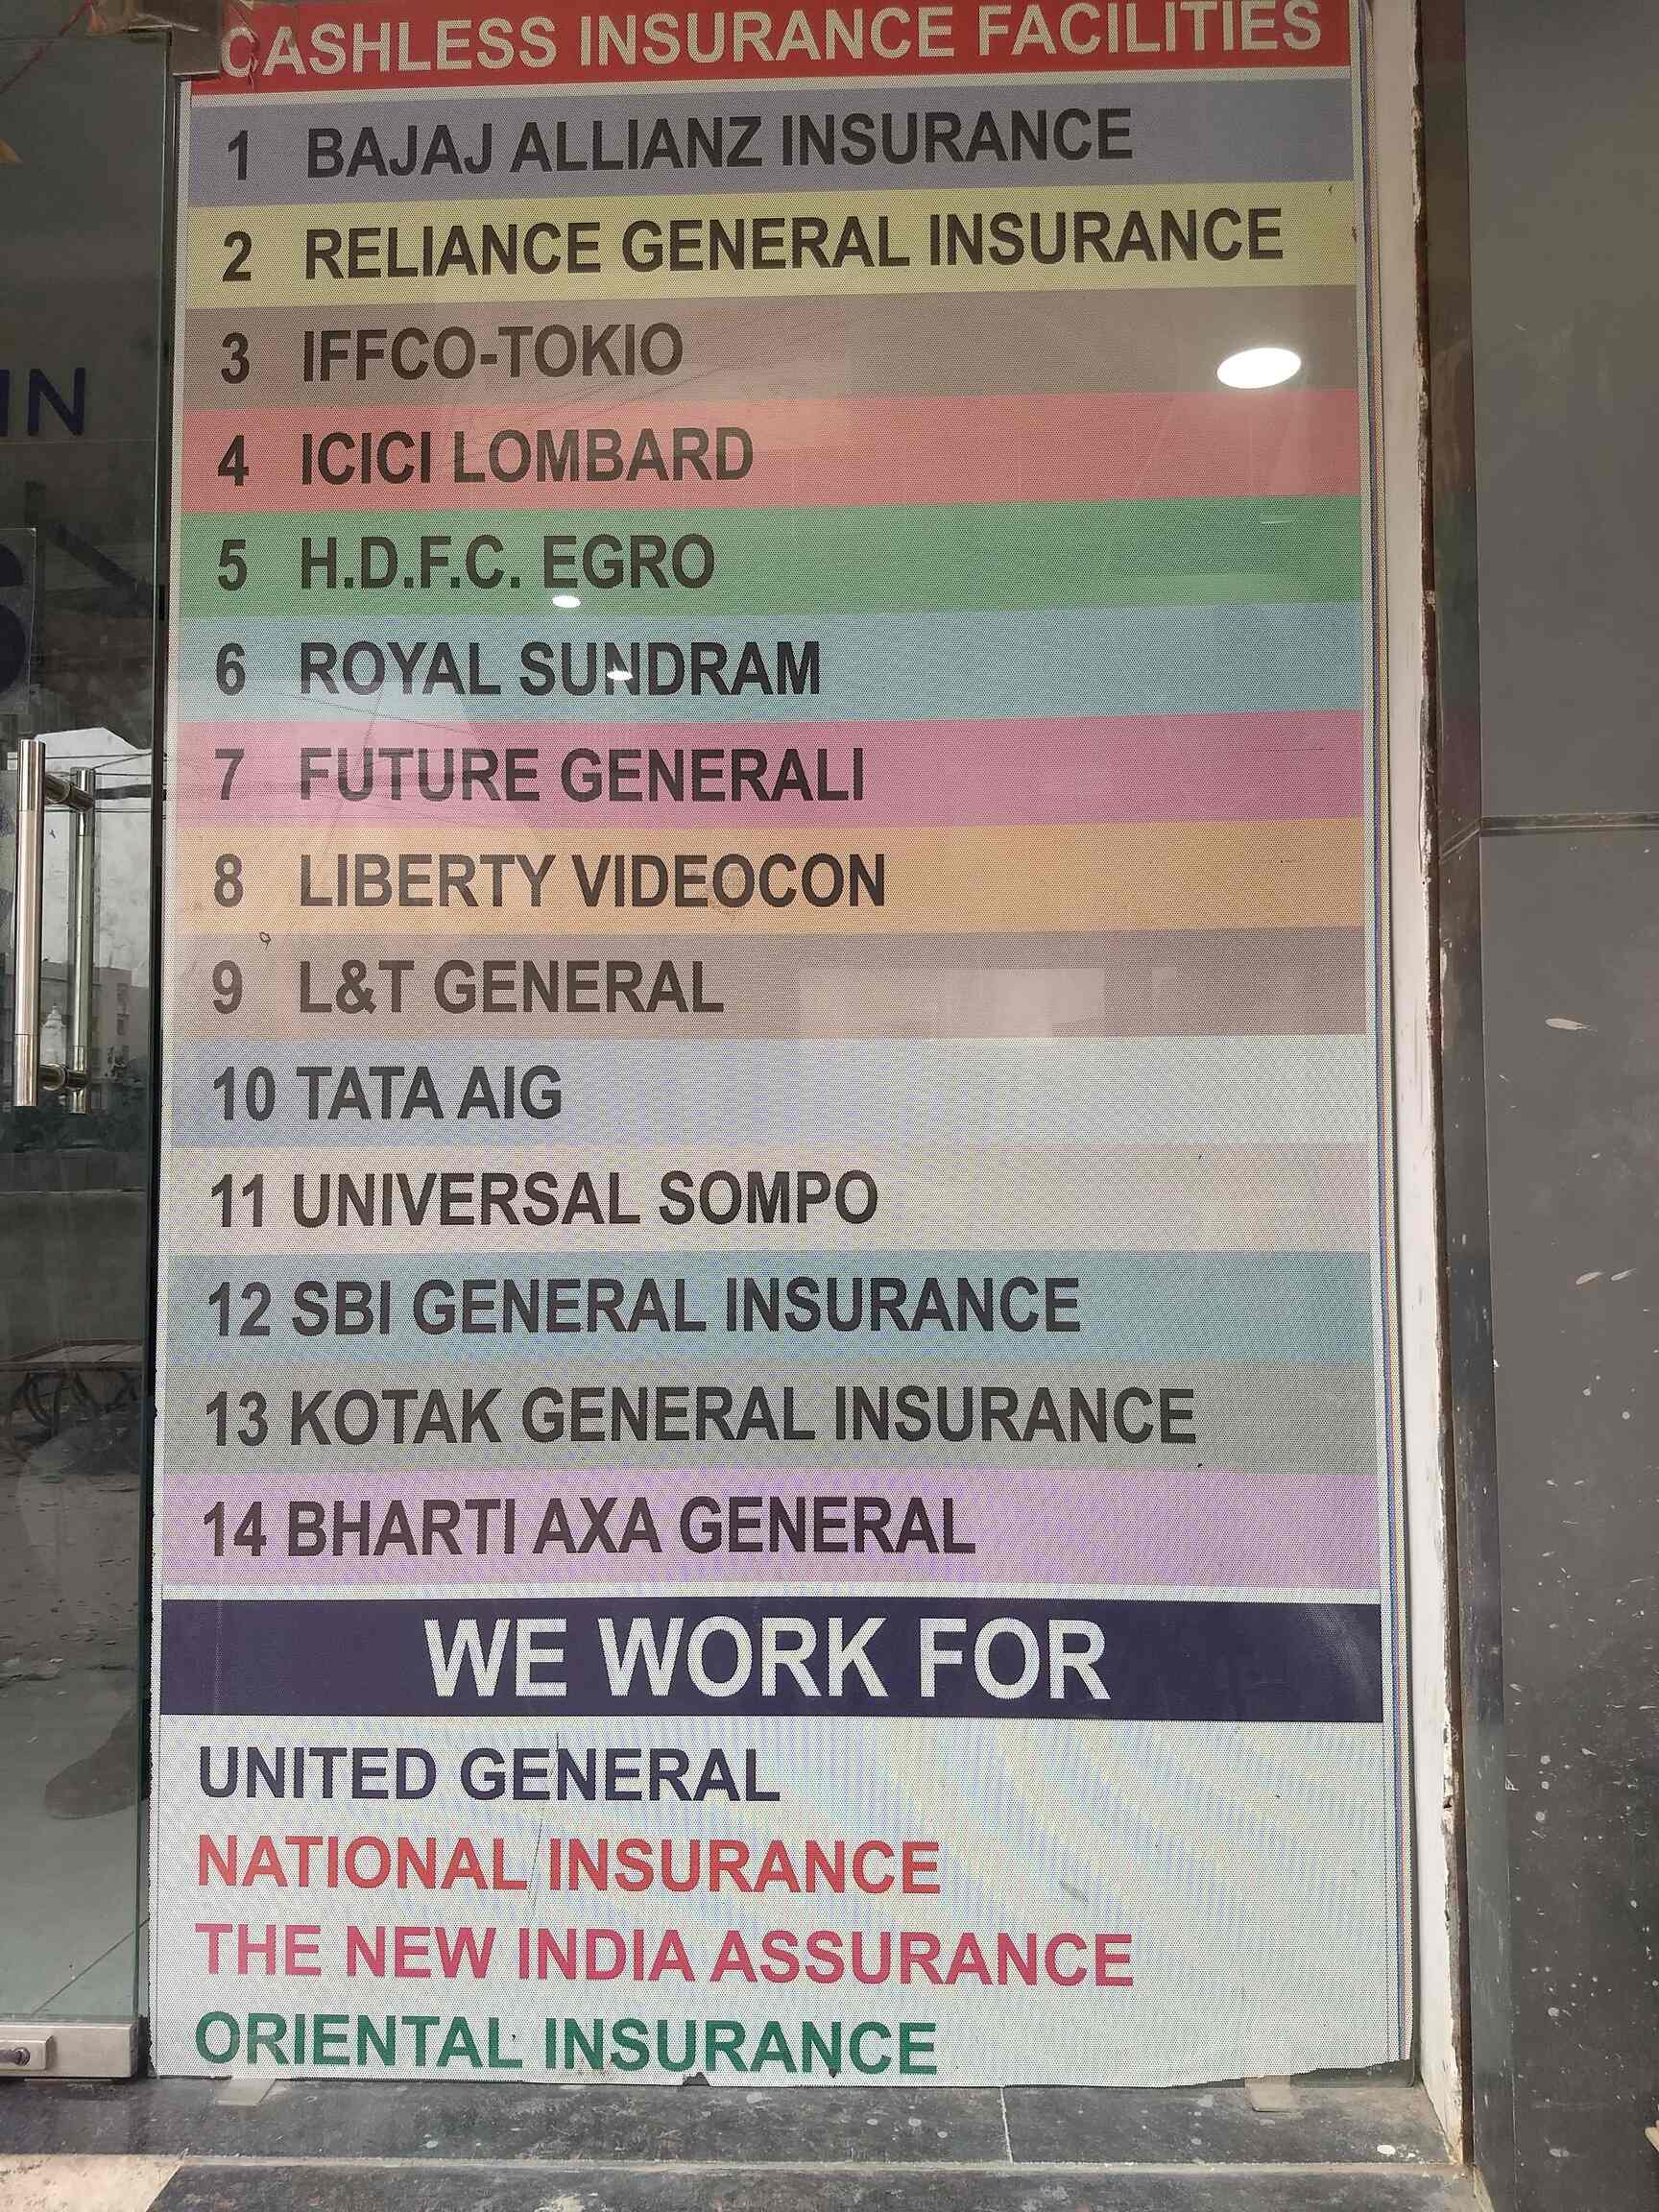 CASHLESS INSURANCE FACILITIES
1 BAJAJ ALLIANZ INSURANCE
2 RELIANCE GENERAL INSURANCE
3 IFFCO-TOKIO
4 ICICI LOMBARD
5 H.D.F.C. EGRO
6 ROYAL SUNDRAM
7 FUTURE GENERALI
8 LIBERTY VIDEOCON
9 L&T GENERAL
10 TATA AIG
11 UNIVERSAL SOMPO
12 SBI GENERAL INSURANCE
13 KOTAK GENERAL INSURANCE
14 BHARTI AXA GENERAL
WE WORK FOR
UNITED GENERAL
NATIONAL INSURANCE
THE NEW INDIA ASSURANCE
ORIENTAL INSURANCE